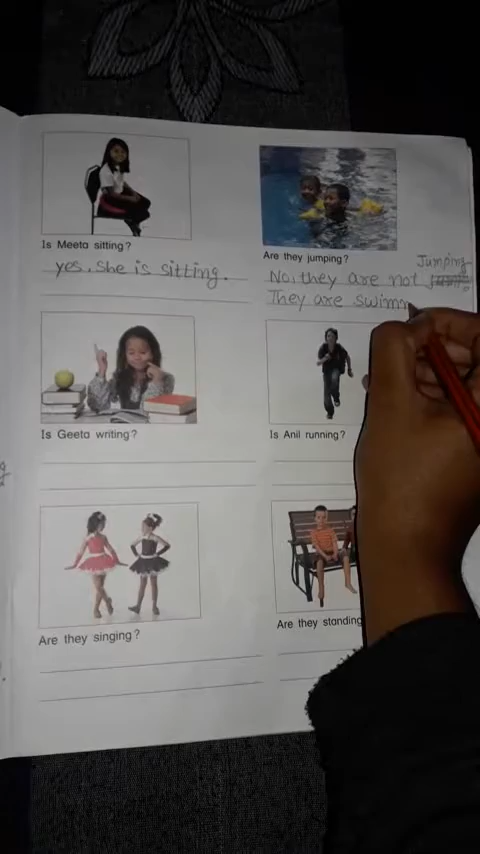 Is Meeta sitting?
yes, She is sitting.
Are they jumping?
Jumping
No, they are not
They are swimm
Is Geeta writing?
Is Anil running?
Are they singing?
Are they standing